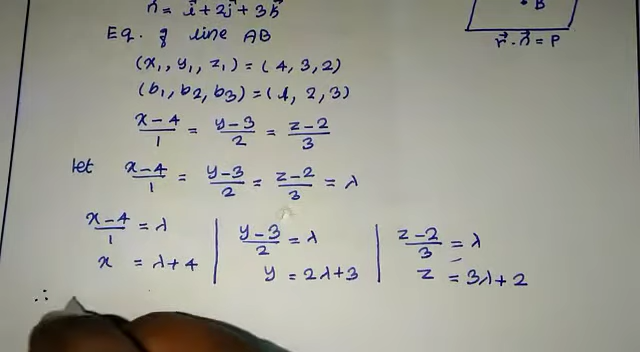 n⃗ = i⃗ + 2j⃗ + 3k⃗
B
r⃗ . n⃗ = P
Eq. of line AB
(x₁, y₁, z₁) = (4, 3, 2)
(b₁, b₂, b₃) = (1, 2, 3)
x-4/1 = y-3/2 = z-2/3
let x-4/1 = y-3/2 = z-2/3 = λ
x-4/1 = λ | y-3/2 = λ | z-2/3 = λ
x = λ+4 | y = 2λ+3 | z = 3λ+2
∴